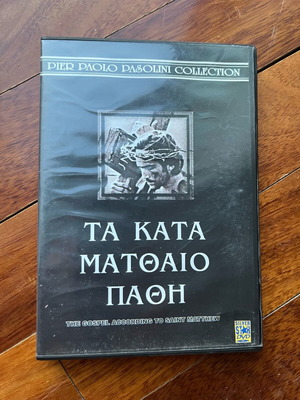 PIER PAOLO PASOLINI COLLECTION
ΤΑ ΚΑΤΑ
ΜΑΤΘΑΙΟ
ΠΑΘΗ
THE GOSPEL ACCORDING TO SAINT MATTHEW
DVD